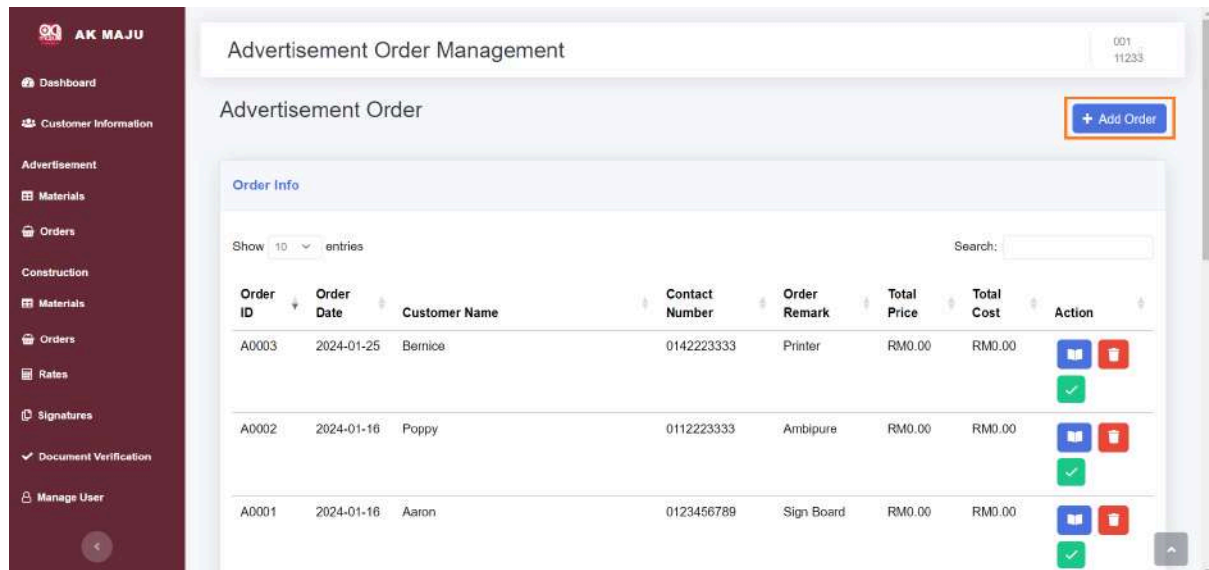 AK MAJU
Dashboard
Customer Information
Advertisement
Materials
Orders
Construction
Materials
Orders
Rates
Signatures
Document Verification
Manage User
Advertisement Order Management
001
11233
Advertisement Order
+ Add Order
Order Info
Show 10 entries
Search:
Order ID Order Date Customer Name Contact Number Order Remark Total Price Total Cost Action
A0003 2024-01-25 Bernice 0142223333 Printer RM0.00 RM0.00
A0002 2024-01-16 Poppy 0112223333 Ambipure RM0.00 RM0.00
A0001 2024-01-16 Aaron 0123456789 Sign Board RM0.00 RM0.00